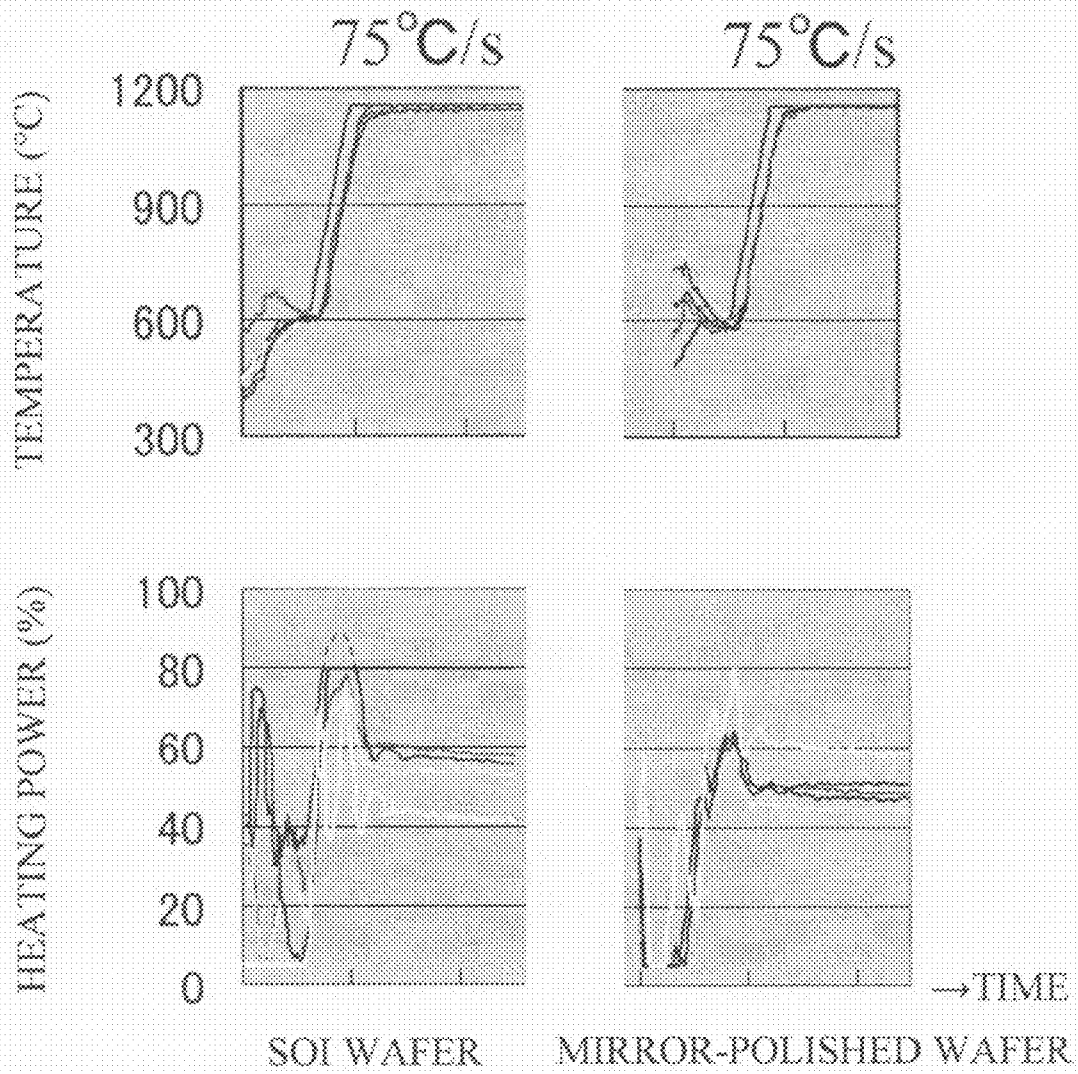 75°C/s
75°C/s
TEMPERATURE (°C)
1200
900
600
300
HEATING POWER (%)
100
80
60
40
20
0
→TIME
SOI WAFER
MIRROR-POLISHED WAFER